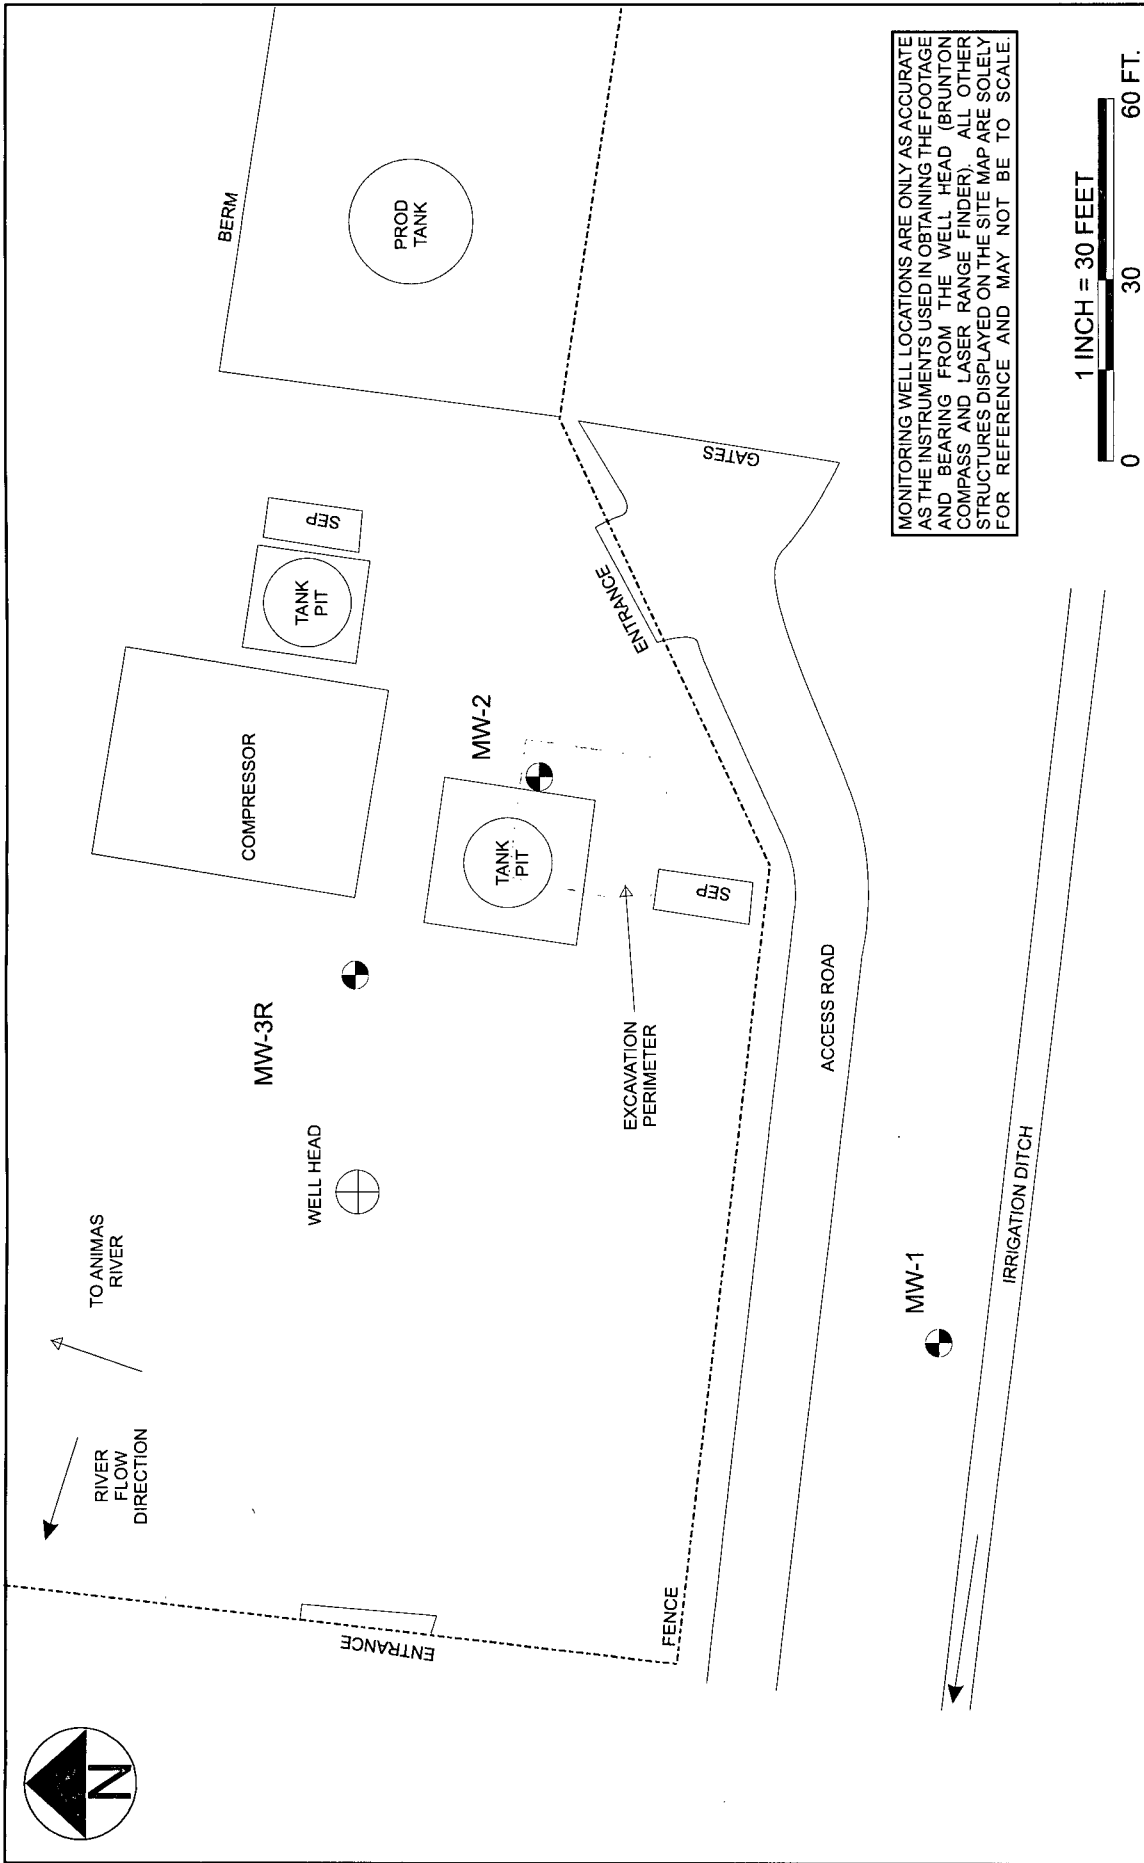 N
RIVER
FLOW
DIRECTION
TO ANIMAS
RIVER
BERM
PROD
TANK
COMPRESSOR
TANK
PIT
SEP
MW-3R
WELL HEAD
MW-2
TANK
PIT
SEP
EXCAVATION
PERIMETER
ENTRANCE
ENTRANCE
GATES
FENCE
ACCESS ROAD
MW-1
IRRIGATION DITCH
MONITORING WELL LOCATIONS ARE ONLY AS ACCURATE
AS THE INSTRUMENTS USED IN OBTAINING THE FOOTAGE
AND BEARING FROM THE WELL HEAD (BRUNTON
COMPASS AND LASER RANGE FINDER). ALL OTHER
STRUCTURES DISPLAYED ON THE SITE MAP ARE SOLELY
FOR REFERENCE AND MAY NOT BE TO SCALE.
1 INCH = 30 FEET
0 30 60 FT.